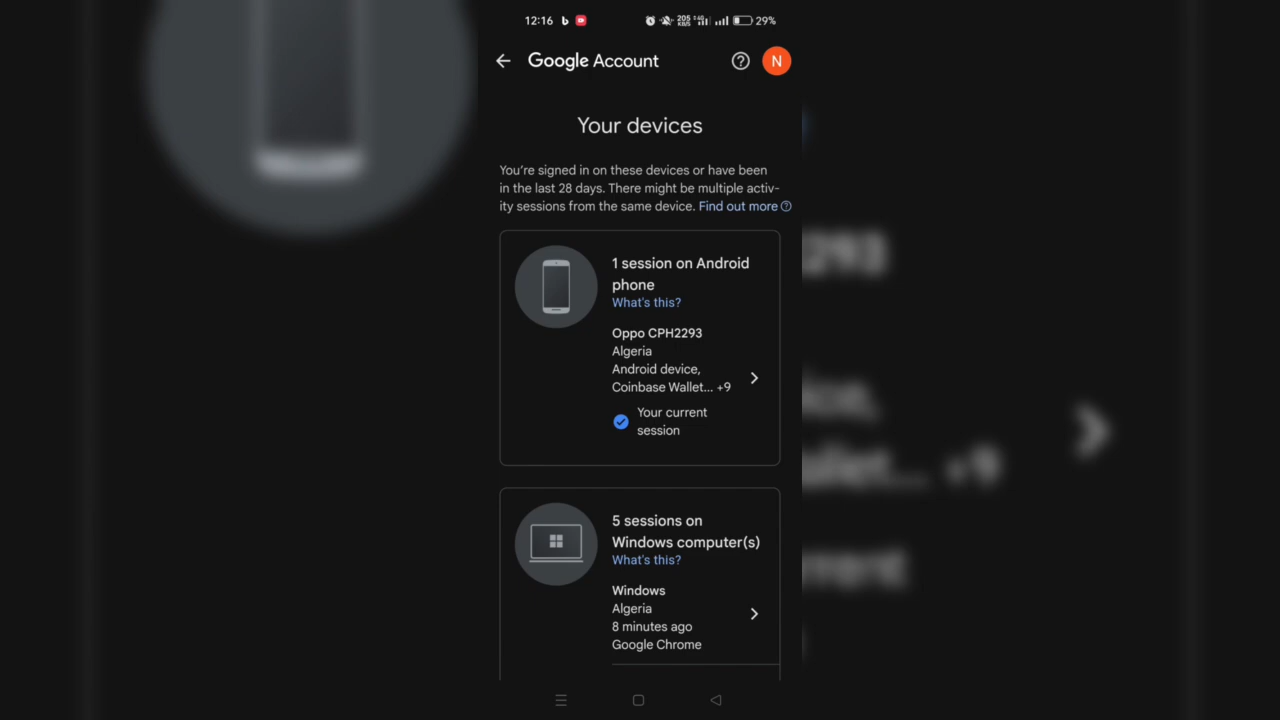 12:16 b 205 KB/S 29%
Google Account N
Your devices
You're signed in on these devices or have been
in the last 28 days. There might be multiple activ-
ity sessions from the same device. Find out more
1 session on Android
phone
What's this?
Oppo CPH2293
Algeria
Android device,
Coinbase Wallet... +9
Your current
session
5 sessions on
Windows computer(s)
What's this?
Windows
Algeria
8 minutes ago
Google Chrome